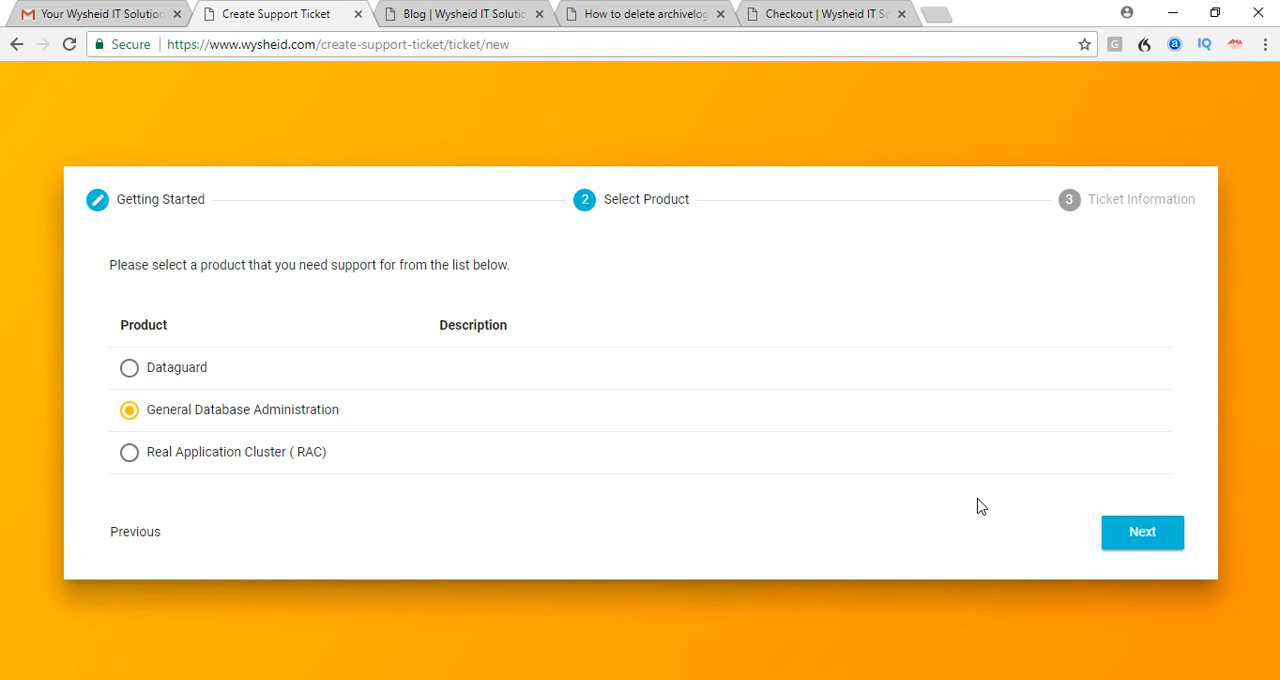 Your Wysheid IT Solution
Create Support Ticket
Blog | Wysheid IT Solutio
How to delete archivelog
Checkout | Wysheid IT So
Secure
https://www.wysheid.com/create-support-ticket/ticket/new
G
a
IQ
Getting Started
2 Select Product
3 Ticket Information
Please select a product that you need support for from the list below.
Product Description
Dataguard
General Database Administration
Real Application Cluster ( RAC)
Previous
Next